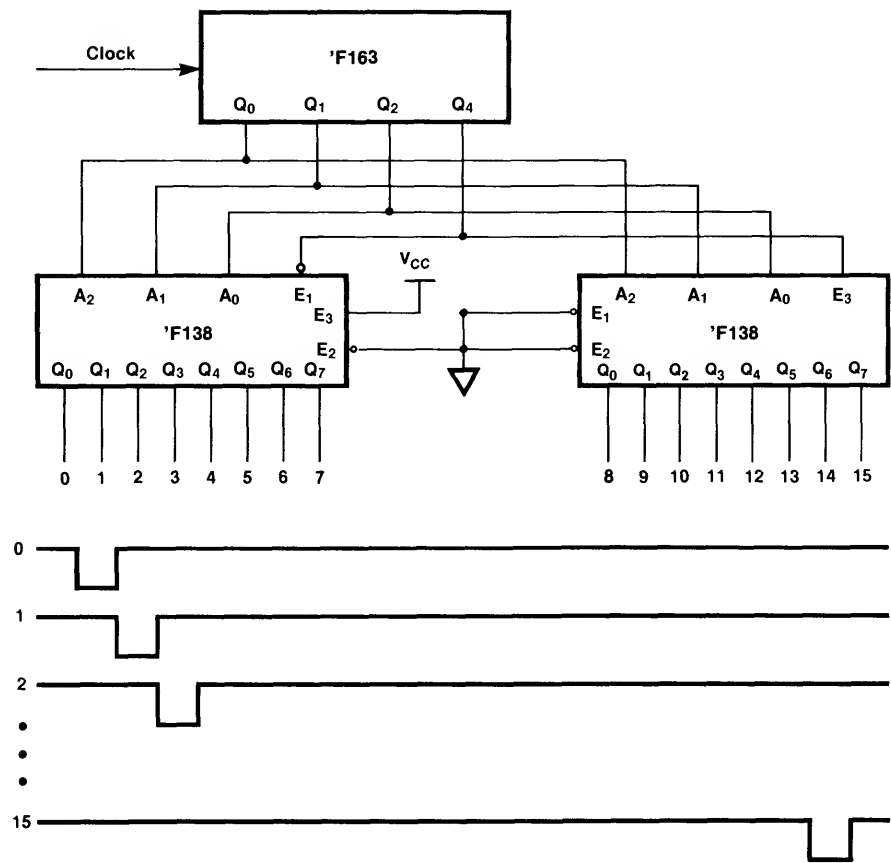 Clock
'F163
Q0 Q1 Q2 Q4
VCC
A2 A1 A0 E1
E3
'F138
E2
Q0 Q1 Q2 Q3 Q4 Q5 Q6 Q7
0 1 2 3 4 5 6 7
A2 A1 A0 E3
E1
'F138
E2
Q0 Q1 Q2 Q3 Q4 Q5 Q6 Q7
8 9 10 11 12 13 14 15
0
1
2
15